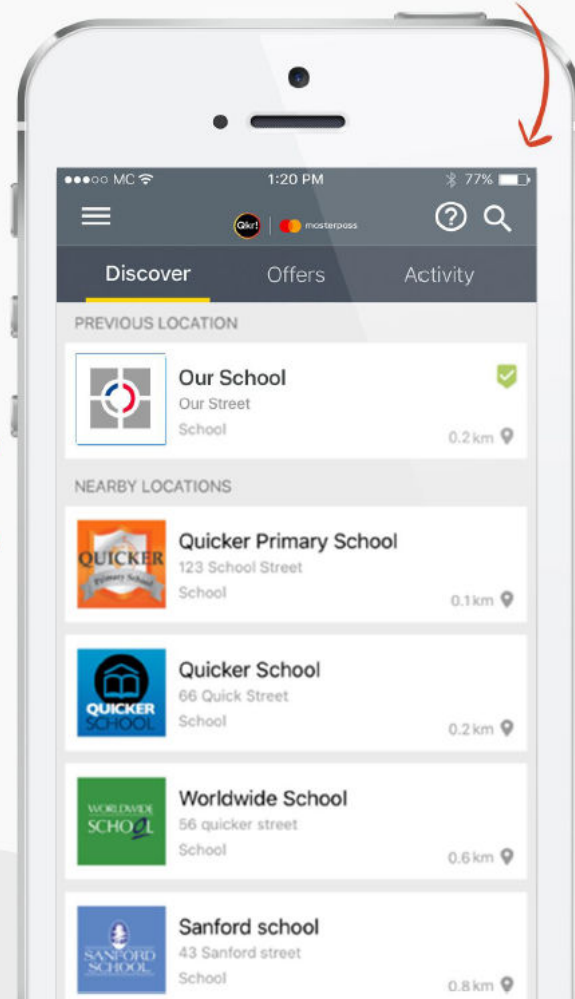 MC
1:20 PM
77%
Qkr!
masterpass
?
Discover
Offers
Activity
PREVIOUS LOCATION
Our School
Our Street
School
0.2 km
NEARBY LOCATIONS
QUICKER
Primary School
Quicker Primary School
123 School Street
School
0.1 km
QUICKER
SCHOOL
Quicker School
66 Quick Street
School
0.2 km
WORLDWIDE
SCHOOL
Worldwide School
56 quicker street
School
0.6 km
SANFORD
SCHOOL
Sanford school
43 Sanford street
School
0.8 km